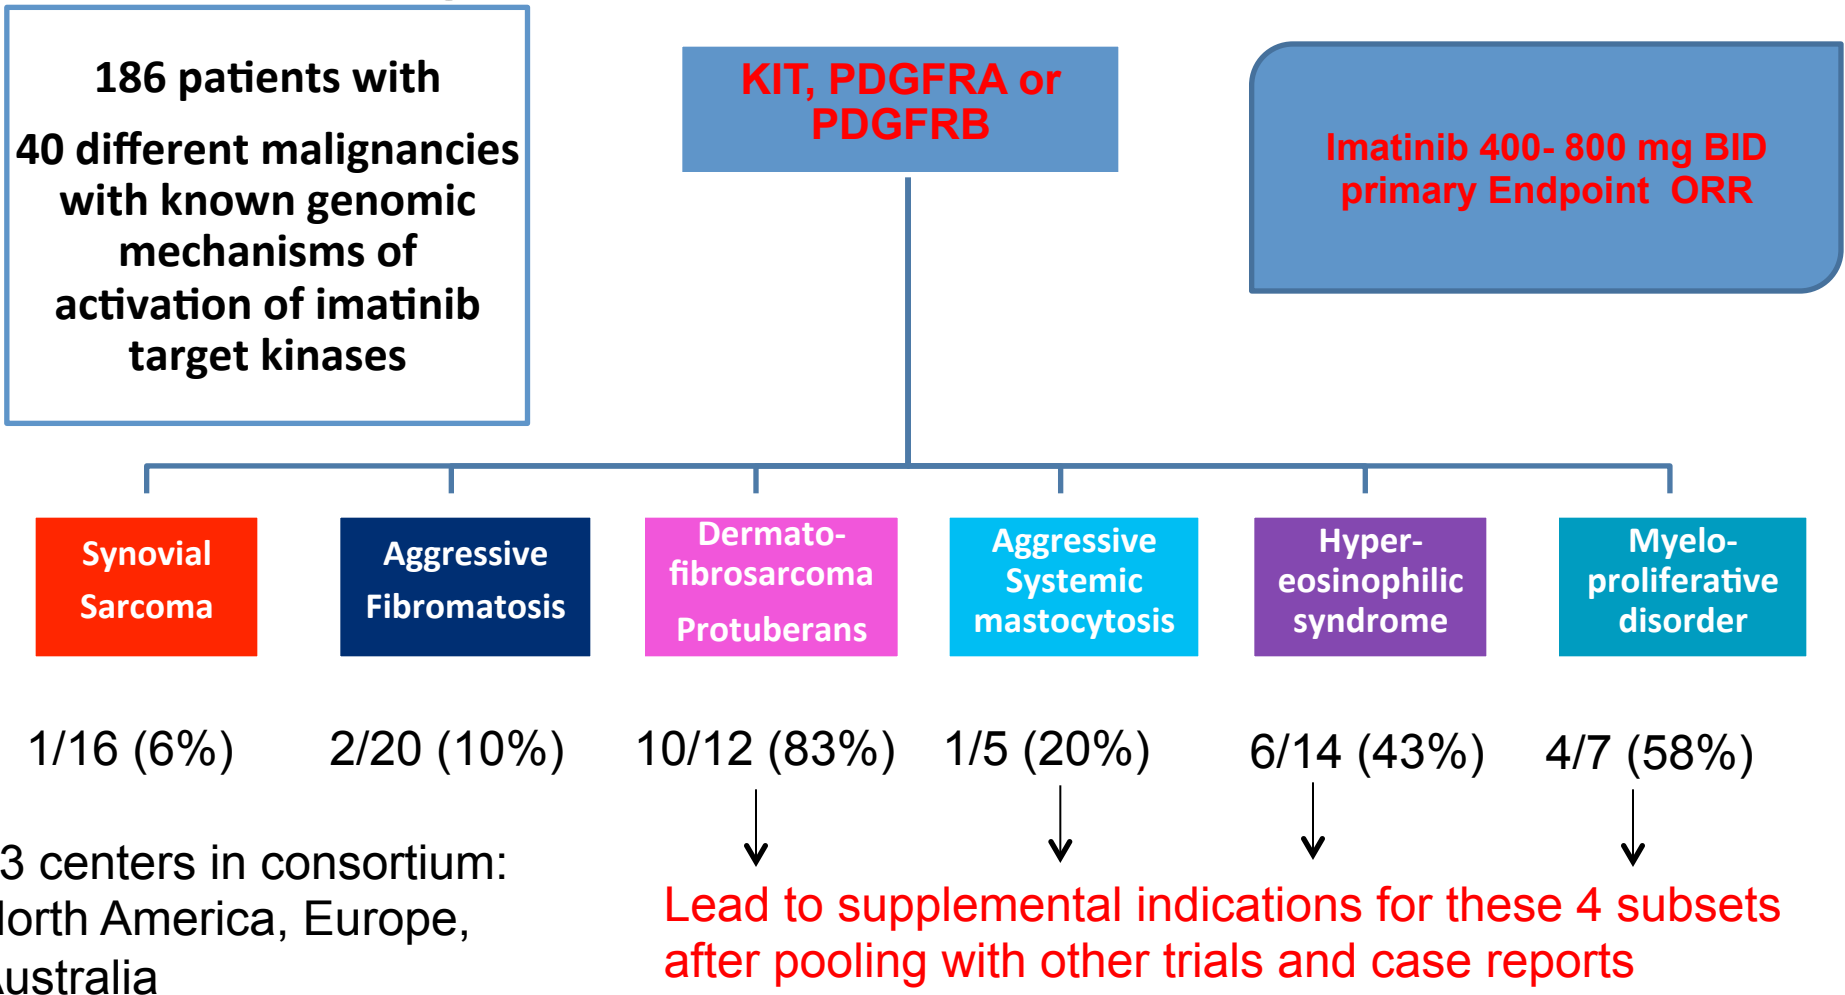 186 patients with
40 different malignancies
with known genomic
mechanisms of
activation of imatinib
target kinases
KIT, PDGFRA or
PDGFRB
Imatinib 400- 800 mg BID
primary Endpoint  ORR
Synovial
Sarcoma
Aggressive
Fibromatosis
Dermato-
fibrosarcoma
Protuberans
Aggressive
Systemic
mastocytosis
Hyper-
eosinophilic
syndrome
Myelo-
proliferative
disorder
1/16 (6%)
2/20 (10%)
10/12 (83%)
1/5 (20%)
6/14 (43%)
4/7 (58%)
3 centers in consortium:
North America, Europe,
Australia
Lead to supplemental indications for these 4 subsets
after pooling with other trials and case reports